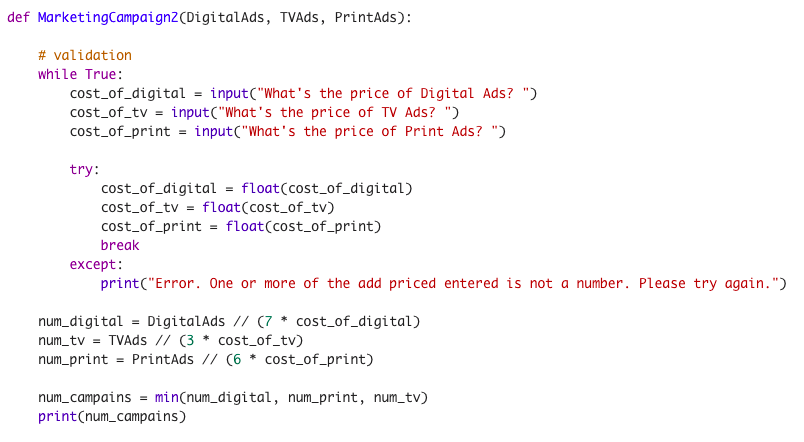 def MarketingCampaign2(DigitalAds, TVAds, PrintAds):
# validation
while True:
cost_of_digital = input("What's the price of Digital Ads? ")
cost_of_tv = input("What's the price of TV Ads? ")
cost_of_print = input("What's the price of Print Ads? ")
try:
cost_of_digital = float(cost_of_digital)
cost_of_tv = float(cost_of_tv)
cost_of_print = float(cost_of_print)
break
except:
print("Error. One or more of the add priced entered is not a number. Please try again.")
num_digital = DigitalAds // (7 * cost_of_digital)
num_tv = TVAds // (3 * cost_of_tv)
num_print = PrintAds // (6 * cost_of_print)
num_campains = min(num_digital, num_print, num_tv)
print(num_campains)